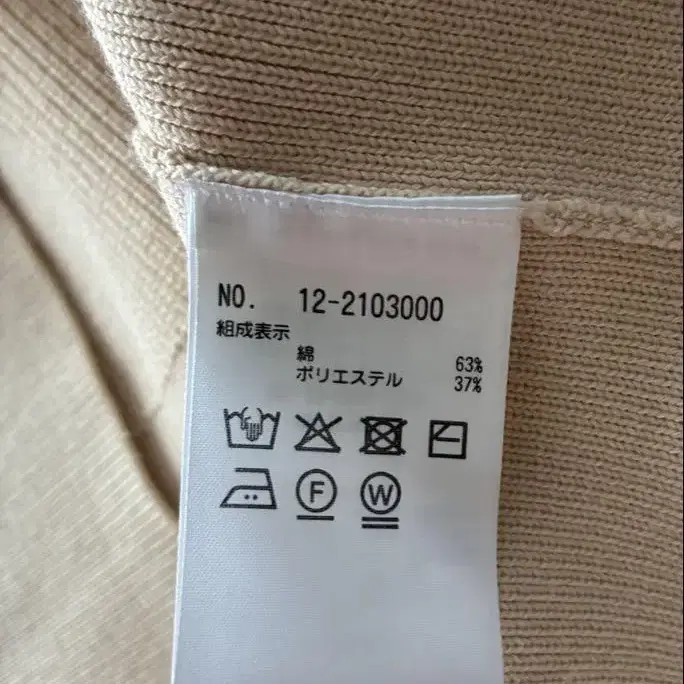 NO. 12-2103000
組成表示
綿 63%
ポリエステル 37%
F
W